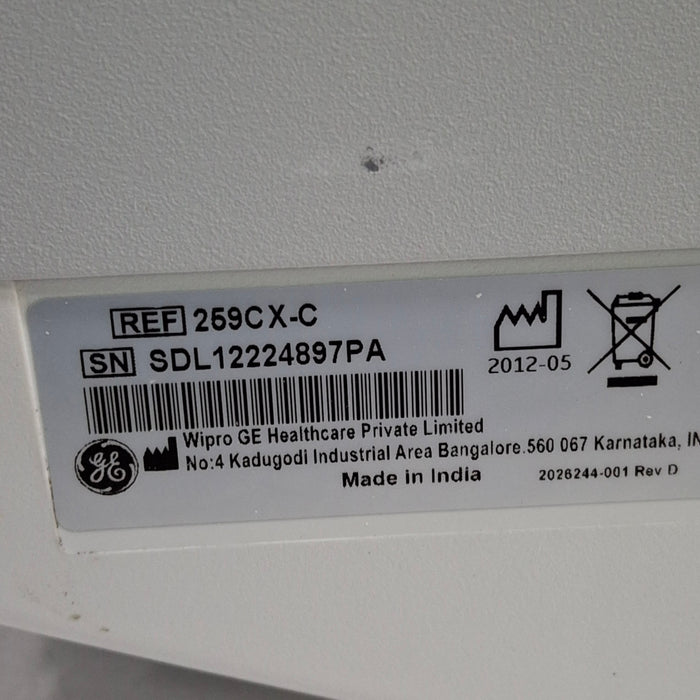 REF 259CX-C
SN SDL12224897PA
2012-05
GE
Wipro GE Healthcare Private Limited
No:4 Kadugodi Industrial Area Bangalore.560 067 Karnataka, IN
Made in India
2026244-001 Rev D